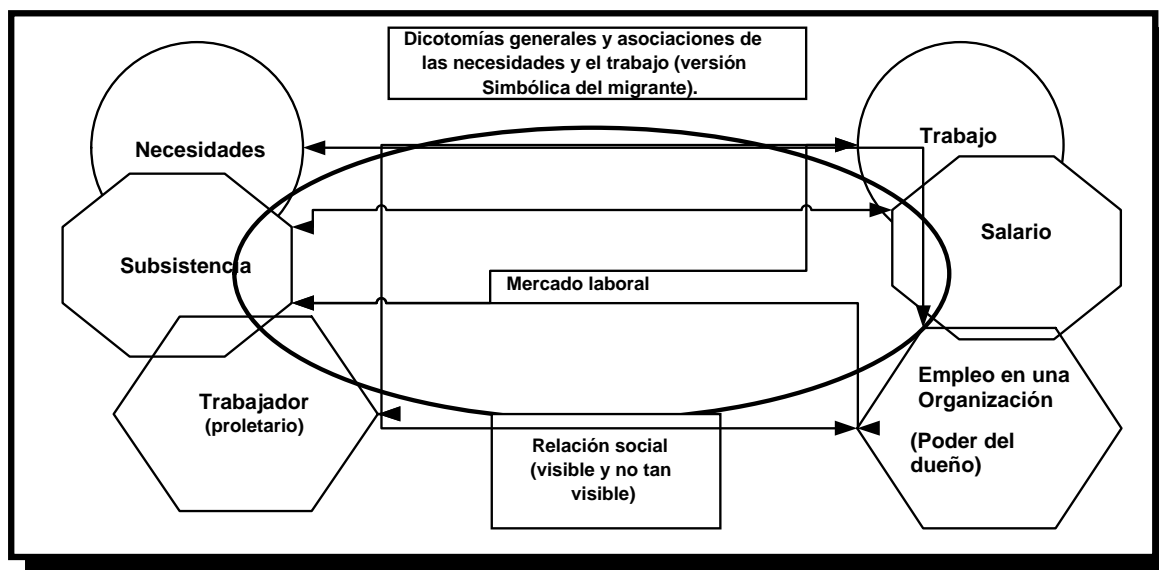 Dicotomías generales y asociaciones de
las necesidades y el trabajo (versión
Simbólica del migrante).
Necesidades
Trabajo
Subsistencia
Salario
Mercado laboral
Trabajador
(proletario)
Empleo en una
Organización
(Poder del
dueño)
Relación social
(visible y no tan
visible)